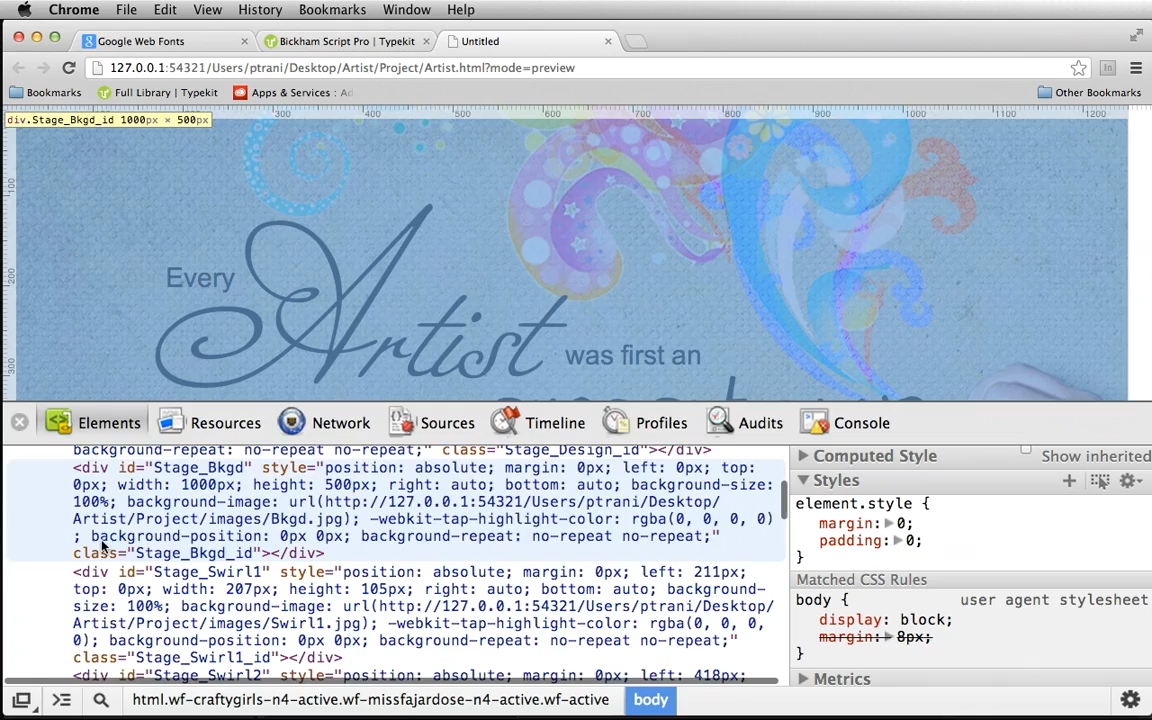 Chrome File Edit View History Bookmarks Window Help
Google Web Fonts × Bickham Script Pro | Typekit × Untitled ×
127.0.0.1:54321/Users/ptrani/Desktop/Artist/Project/Artist.html?mode=preview
Bookmarks Full Library | Typekit Apps & Services : Ad Other Bookmarks
300 400 500 600 700 800 900 1000 1100 1200
div.Stage_Bkgd_id 1000px × 500px
100
200
300
Every Artist was first an
Elements Resources Network Sources Timeline Profiles Audits Console
background-repeat: no-repeat no-repeat;" class="Stage_Design_id"></div>
<div id="Stage_Bkgd" style="position: absolute; margin: 0px; left: 0px; top:
0px; width: 1000px; height: 500px; right: auto; bottom: auto; background-size:
100%; background-image: url(http://127.0.0.1:54321/Users/ptrani/Desktop/
Artist/Project/images/Bkgd.jpg); -webkit-tap-highlight-color: rgba(0, 0, 0, 0)
; background-position: 0px 0px; background-repeat: no-repeat no-repeat;"
class="Stage_Bkgd_id"></div>
<div id="Stage_Swirl1" style="position: absolute; margin: 0px; left: 211px;
top: 0px; width: 207px; height: 105px; right: auto; bottom: auto; background-
size: 100%; background-image: url(http://127.0.0.1:54321/Users/ptrani/Desktop/
Artist/Project/images/Swirl1.jpg); -webkit-tap-highlight-color: rgba(0, 0, 0,
0); background-position: 0px 0px; background-repeat: no-repeat no-repeat;"
class="Stage_Swirl1_id"></div>
<div id="Stage_Swirl2" style="position: absolute; margin: 0px; left: 418px;
Computed Style Show inherited
Styles
element.style {
margin: 0;
padding: 0;
}
Matched CSS Rules
body { user agent stylesheet
display: block;
margin: 8px;
}
Metrics
html.wf-craftygirls-n4-active.wf-missfajardose-n4-active.wf-active body